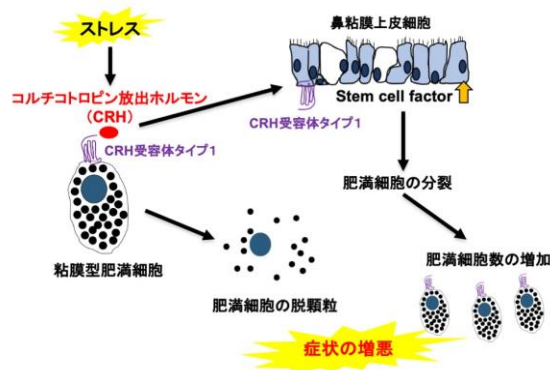 ストレス
コルチコトロピン放出ホルモン
（CRH）
CRH受容体タイプ1
粘膜型肥満細胞
鼻粘膜上皮細胞
Stem cell factor
CRH受容体タイプ1
肥満細胞の分裂
肥満細胞の脱顆粒
肥満細胞数の増加
症状の増悪